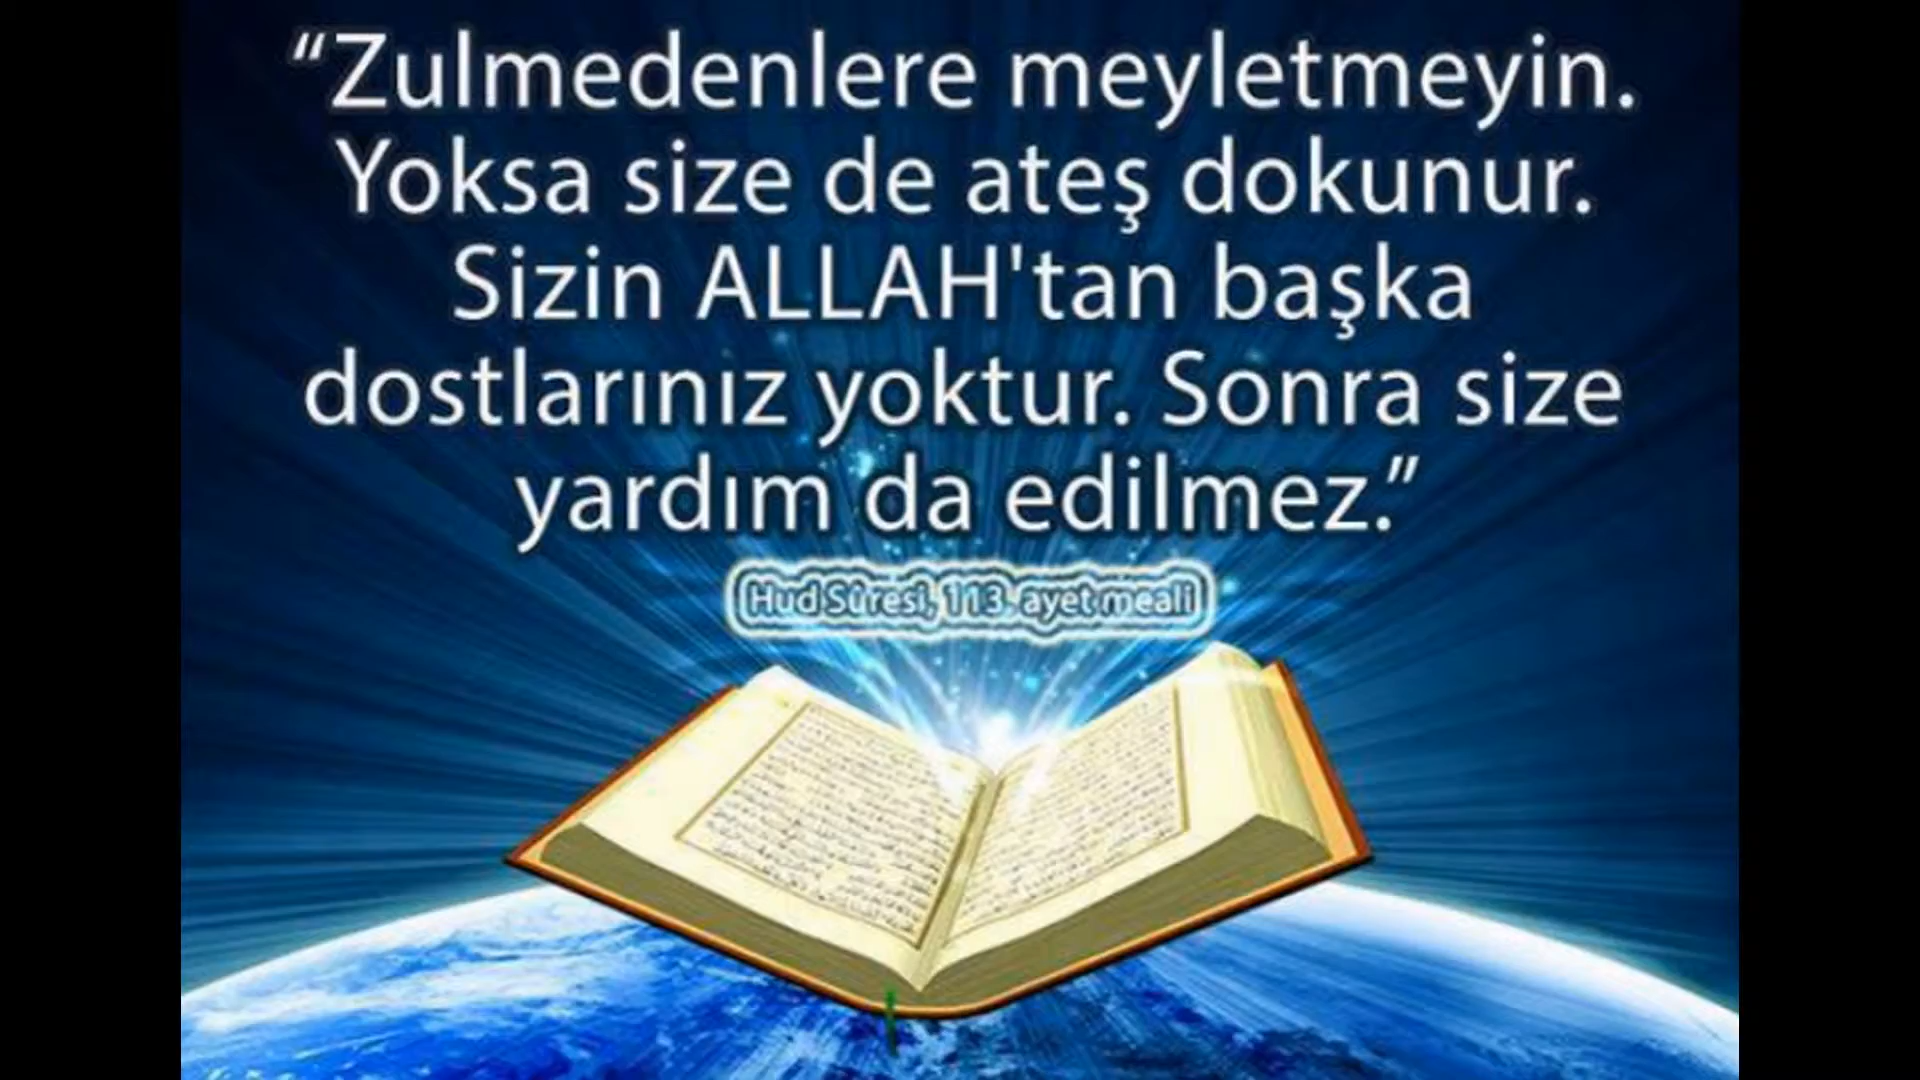 “Zulmedenlere meyletmeyin.
Yoksa size de ateş dokunur.
Sizin ALLAH'tan başka
dostlarınız yoktur. Sonra size
yardım da edilmez.”
Hud Sûresi, 113. ayet meali